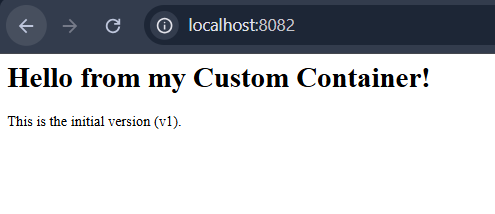 localhost:8082
Hello from my Custom Container!
This is the initial version (v1).